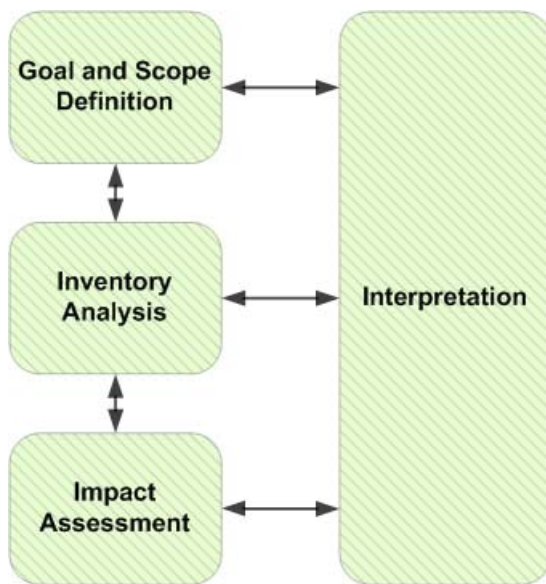 Goal and Scope
Definition
Inventory
Analysis
Interpretation
Impact
Assessment